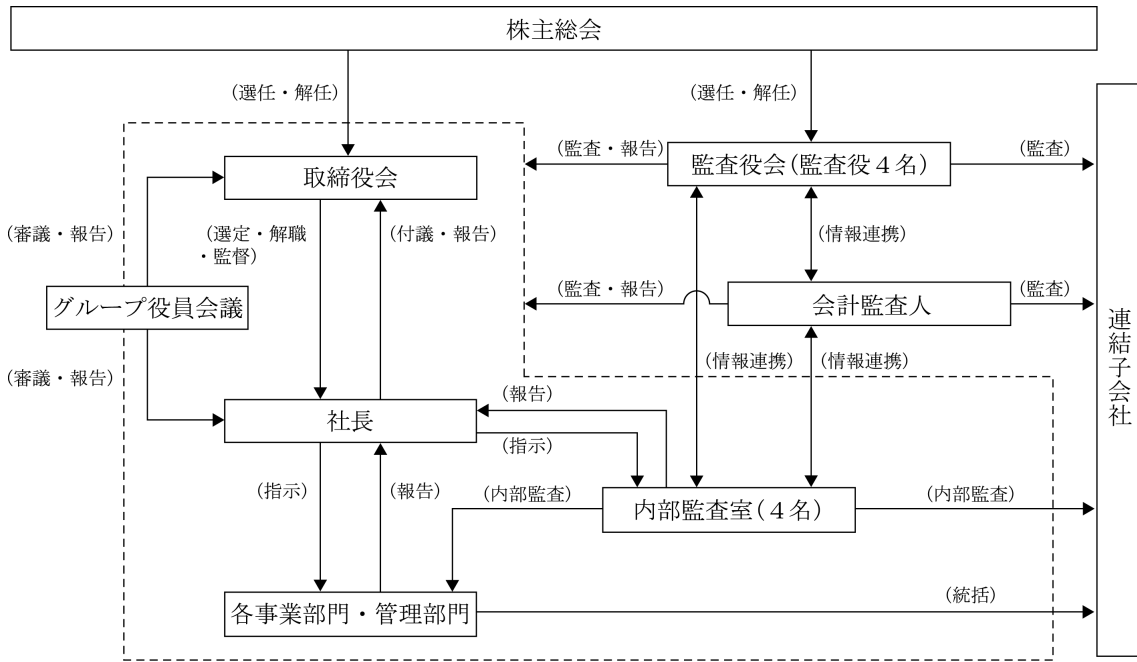 株主総会
(選任・解任)
(選任・解任)
(監査・報告)
監査役会(監査役４名)
(監査)
取締役会
(審議・報告)
(選定・解職
・監督)
(付議・報告)
(情報連携)
グループ役員会議
(監査・報告)
会計監査人
(監査)
連結子会社
(審議・報告)
(情報連携)
(情報連携)
社長
(報告)
(指示)
(指示)
(報告)
(内部監査)
内部監査室(４名)
(内部監査)
各事業部門・管理部門
(統括)